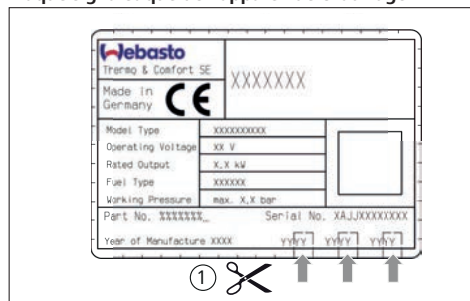 Webasto
Thermo & Comfort SE
Made in
Germany
CE
XXXXXXX
Model Type XXXXXXXXXX
Operating Voltage XX V
Rated Output X,X kW
Fuel Type XXXXXX
Working Pressure max. X,X bar
Part No. %%%%%%%_ Serial No. XAJJXXXXXXXX
Year of Manufacture XXXX YYYY YYYY YYYY
1